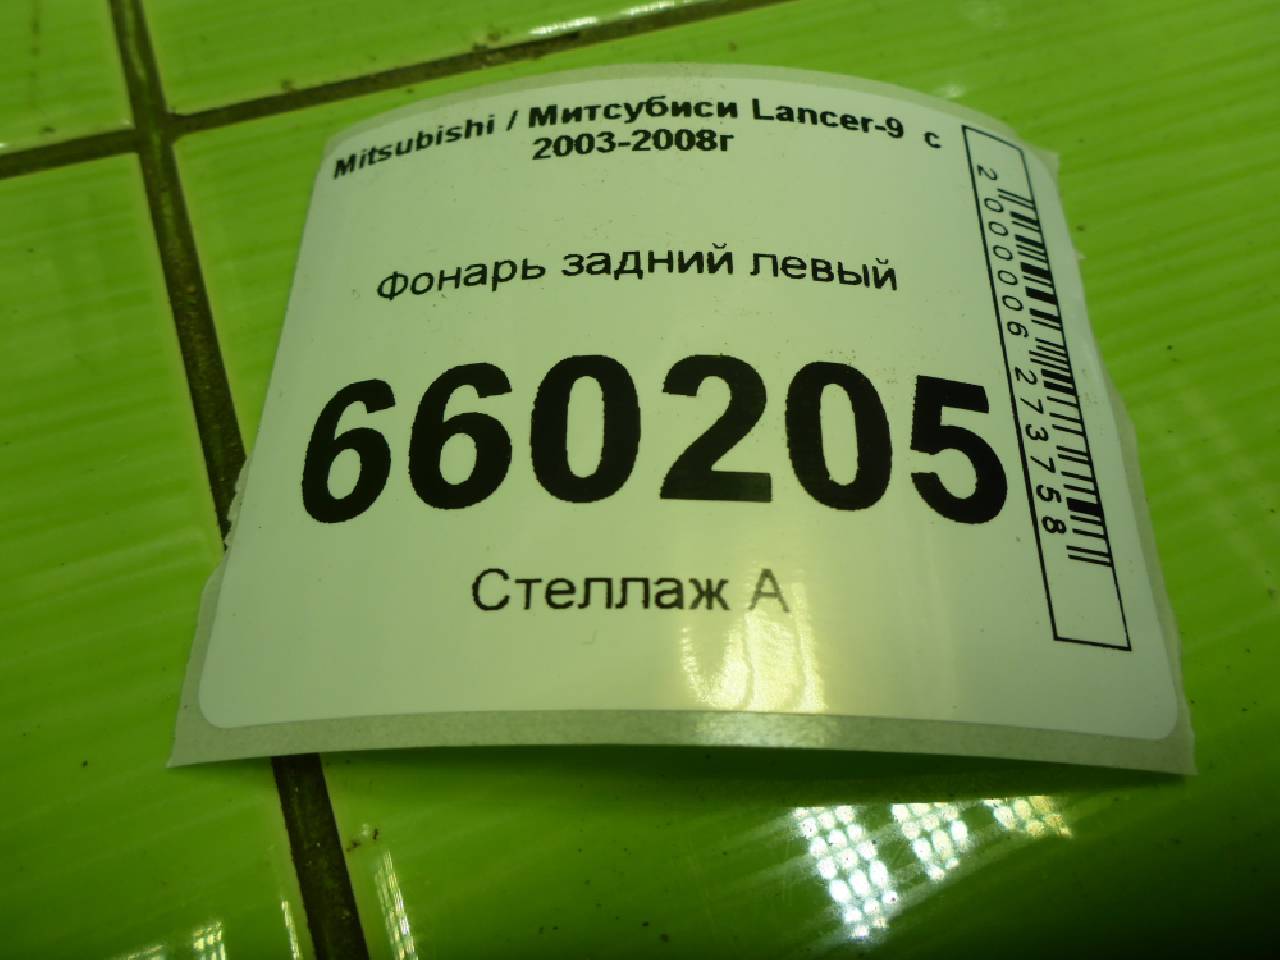 Mitsubishi / Митсубиси Lancer-9 с
2003-2008г
Фонарь задний левый
660205
Стеллаж А
2000006273758